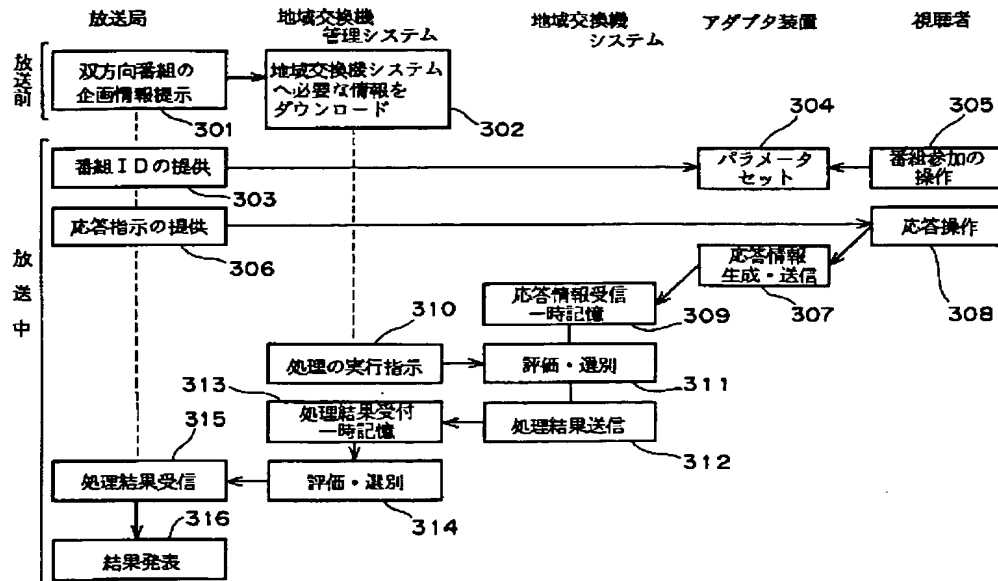 放送局
地域交換機
管理システム
地域交換機
システム
アダプタ装置
視聴者
放送前
双方向番組の
企画情報提示
301
地域交換機システム
へ必要な情報を
ダウンロード
302
304
305
放送中
番組IDの提供
303
パラメータ
セット
番組参加の
操作
応答指示の提供
306
応答操作
308
応答情報
生成・送信
307
応答情報受信
一時記憶
309
310
処理の実行指示
評価・選別
311
313
処理結果受付
一時記憶
処理結果送信
312
315
処理結果受信
評価・選別
314
316
結果発表